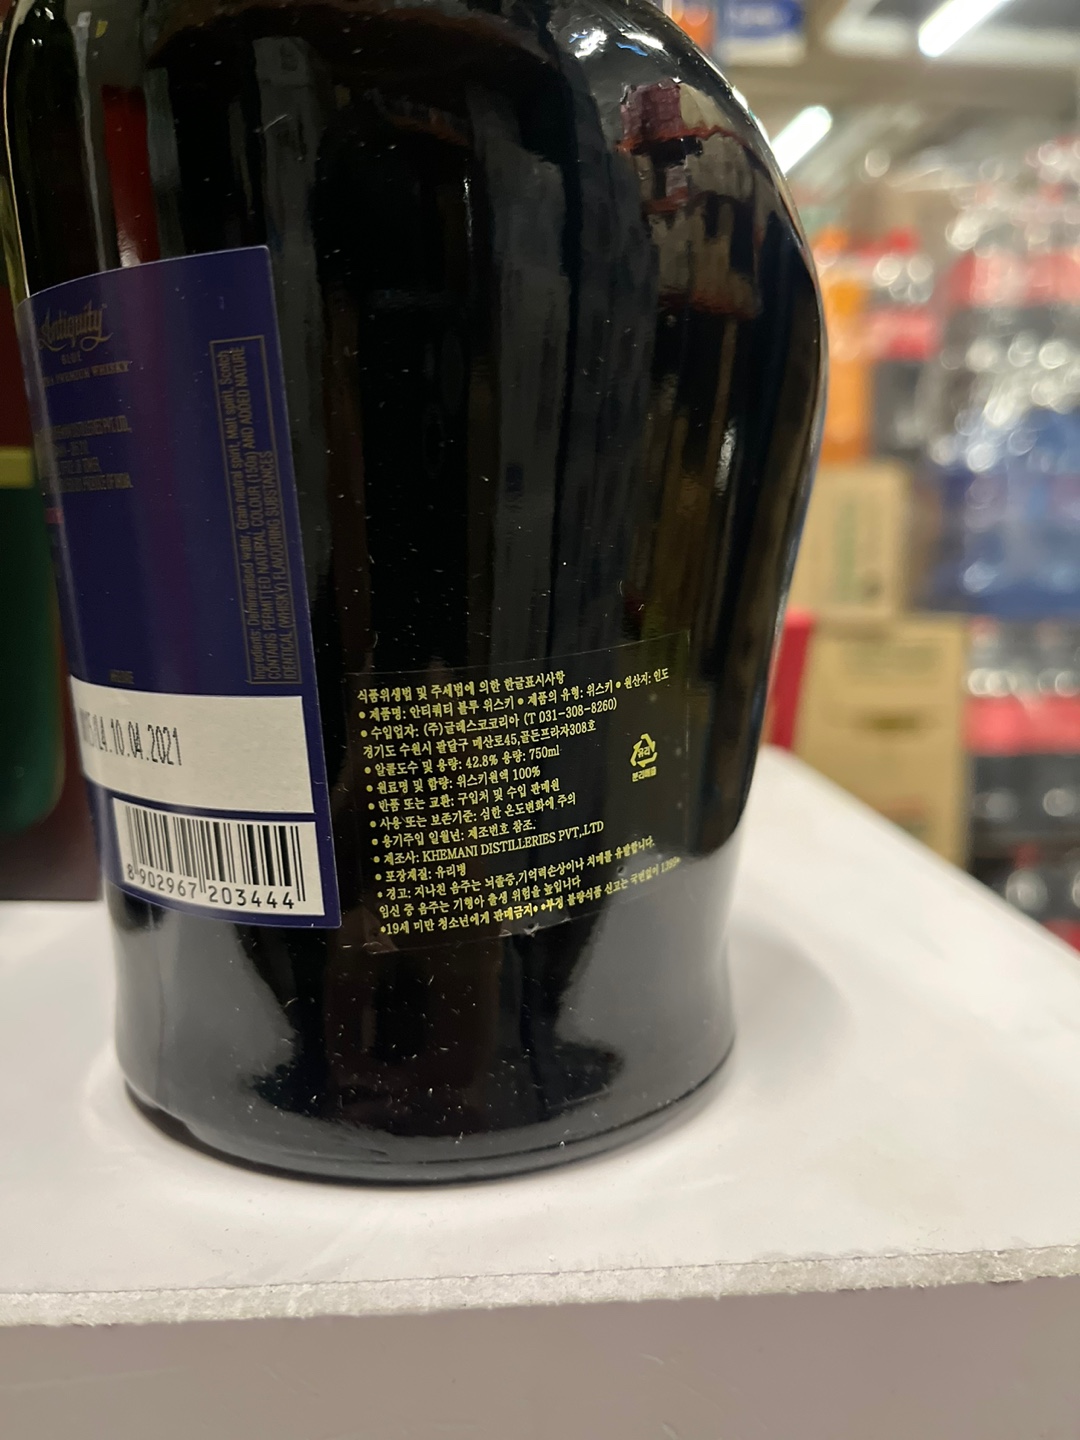 Antiquity
BLUE
PREMIUM WHISKY
10.04.2021
8 902967 203444
Ingredients: Demineralised water, Grain neutral spirit, Malt spirit, Scotch
CONTAINS PERMITTED NATURAL COLOUR (150a) AND ADDED NATURE
IDENTICAL (WHISKY) FLAVOURING SUBSTANCES
식품위생법 및 주세법에 의한 한글표시사항
• 제품명: 안티쿼티 블루 위스키 • 제품의 유형: 위스키 • 원산지: 인도
• 수입업자: (주)글래스코코리아 (T 031-308-8260)
경기도 수원시 팔달구 매산로45,골든프라자308호
• 알콜도수 및 용량: 42.8% 용량: 750ml
• 원료명 및 함량: 위스키원액 100%
• 반품 또는 교환: 구입처 및 수입 판매원
• 사용 또는 보존기준: 심한 온도변화에 주의
• 용기주입 일월년: 제조번호 참조.
• 제조사: KHEMANI DISTILLERIES PVT.,LTD
• 포장재질: 유리병
• 경고: 지나친 음주는 뇌졸중,기억력손상이나 치매를 유발합니다.
임신 중 음주는 기형아 출생 위험을 높입니다
•19세 미만 청소년에게 판매금지• •부정 불량식품 신고는 국번없이 1399•
유리
분리배출